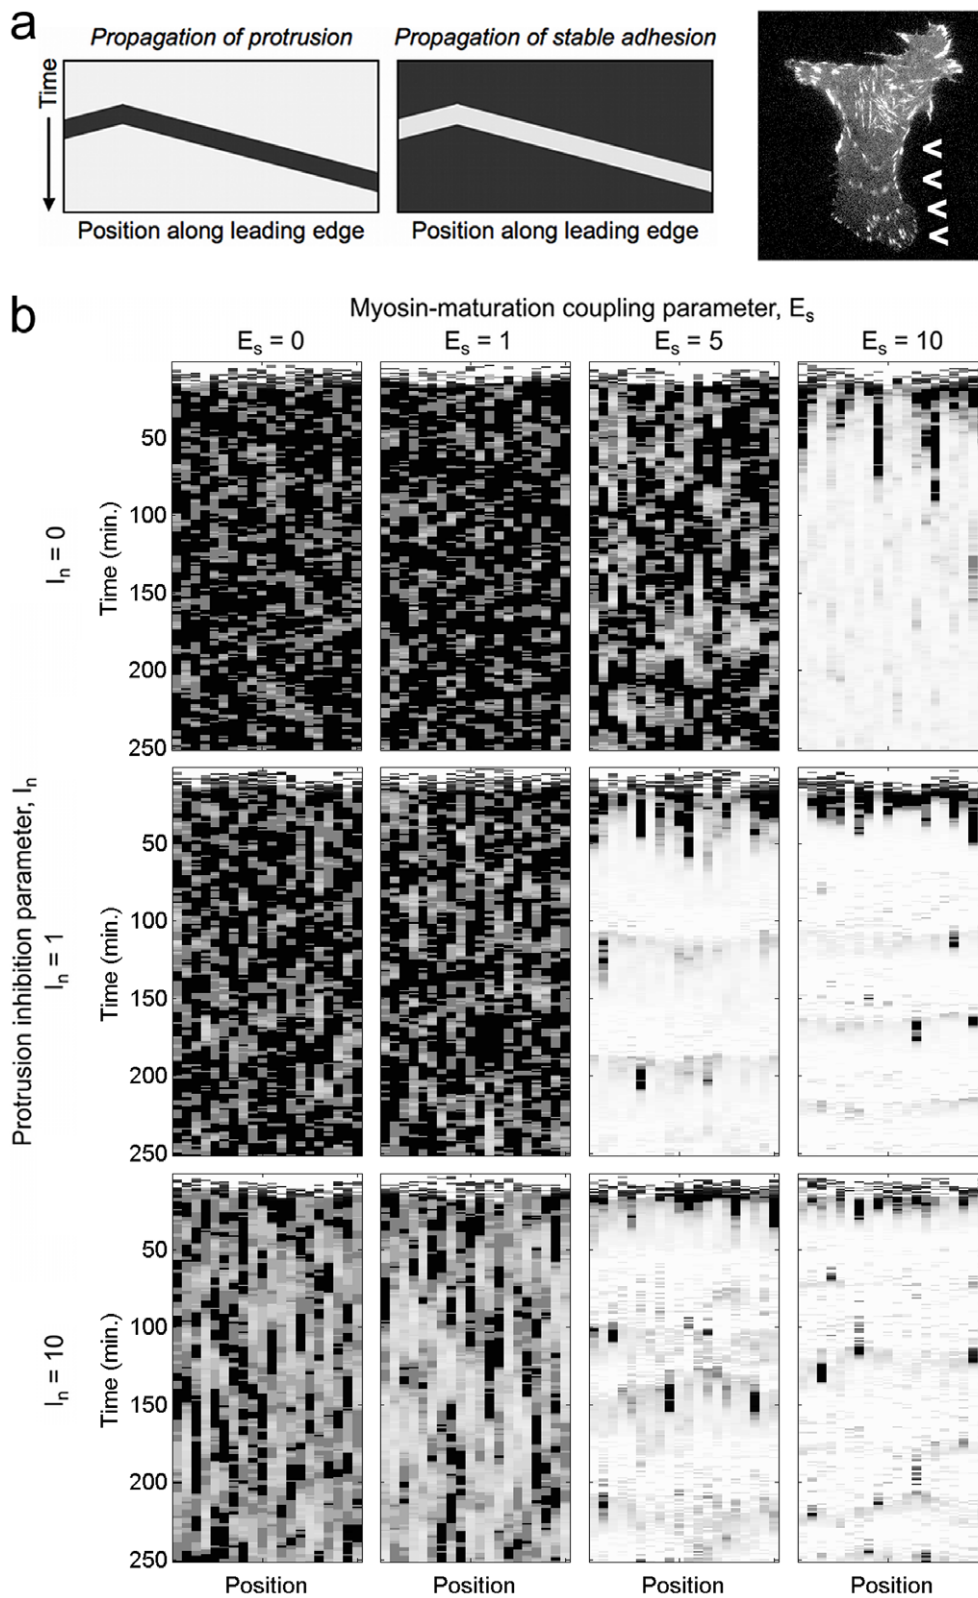 a
Propagation of protrusion
Propagation of stable adhesion
Time
Position along leading edge
Position along leading edge
b
Myosin-maturation coupling parameter, Es
Es = 0
Es = 1
Es = 5
Es = 10
Protrusion inhibition parameter, In
In = 0
Time (min.)
50
100
150
200
250
In = 1
Time (min.)
50
100
150
200
250
In = 10
Time (min.)
50
100
150
200
250
Position
Position
Position
Position